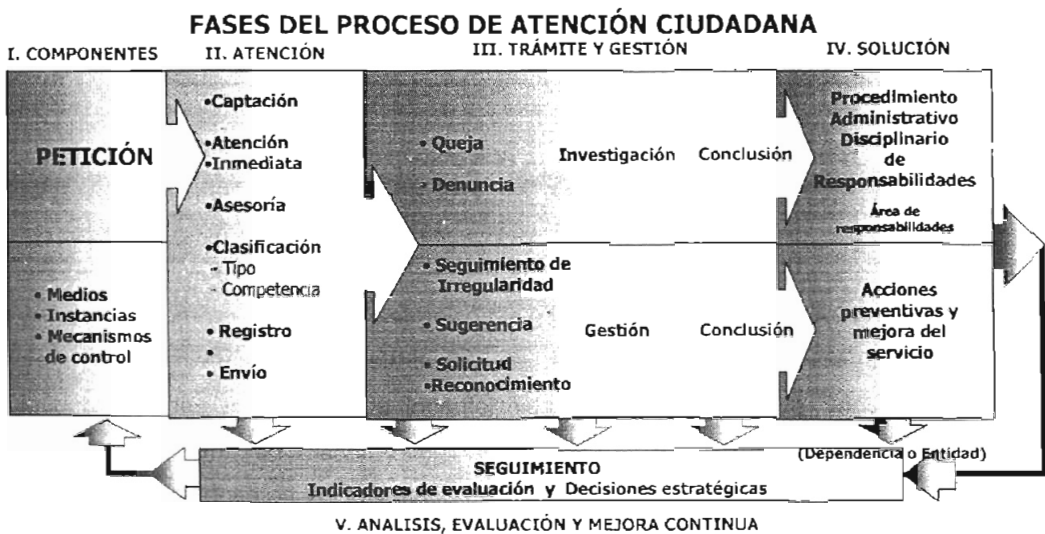 FASES DEL PROCESO DE ATENCIÓN CIUDADANA
I. COMPONENTES
II. ATENCIÓN
III. TRÁMITE Y GESTIÓN
IV. SOLUCIÓN
PETICIÓN
• Medios
• Instancias
• Mecanismos
de control
•Captación
•Atención
•Inmediata
•Asesoría
•Clasificación
- Tipo
- Competencia
• Registro
•
• Envío
• Queja
• Denuncia
Investigación
Conclusión
• Seguimiento de
Irregularidad
• Sugerencia
• Solicitud
•Reconocimiento
Gestión
Conclusión
Procedimiento
Administrativo
Disciplinario
de
Responsabilidades
Área de
responsabilidades
Acciones
preventivas y
mejora del
servicio
(Dependencia o Entidad)
SEGUIMIENTO
Indicadores de evaluación y Decisiones estratégicas
V. ANALISIS, EVALUACIÓN Y MEJORA CONTINUA